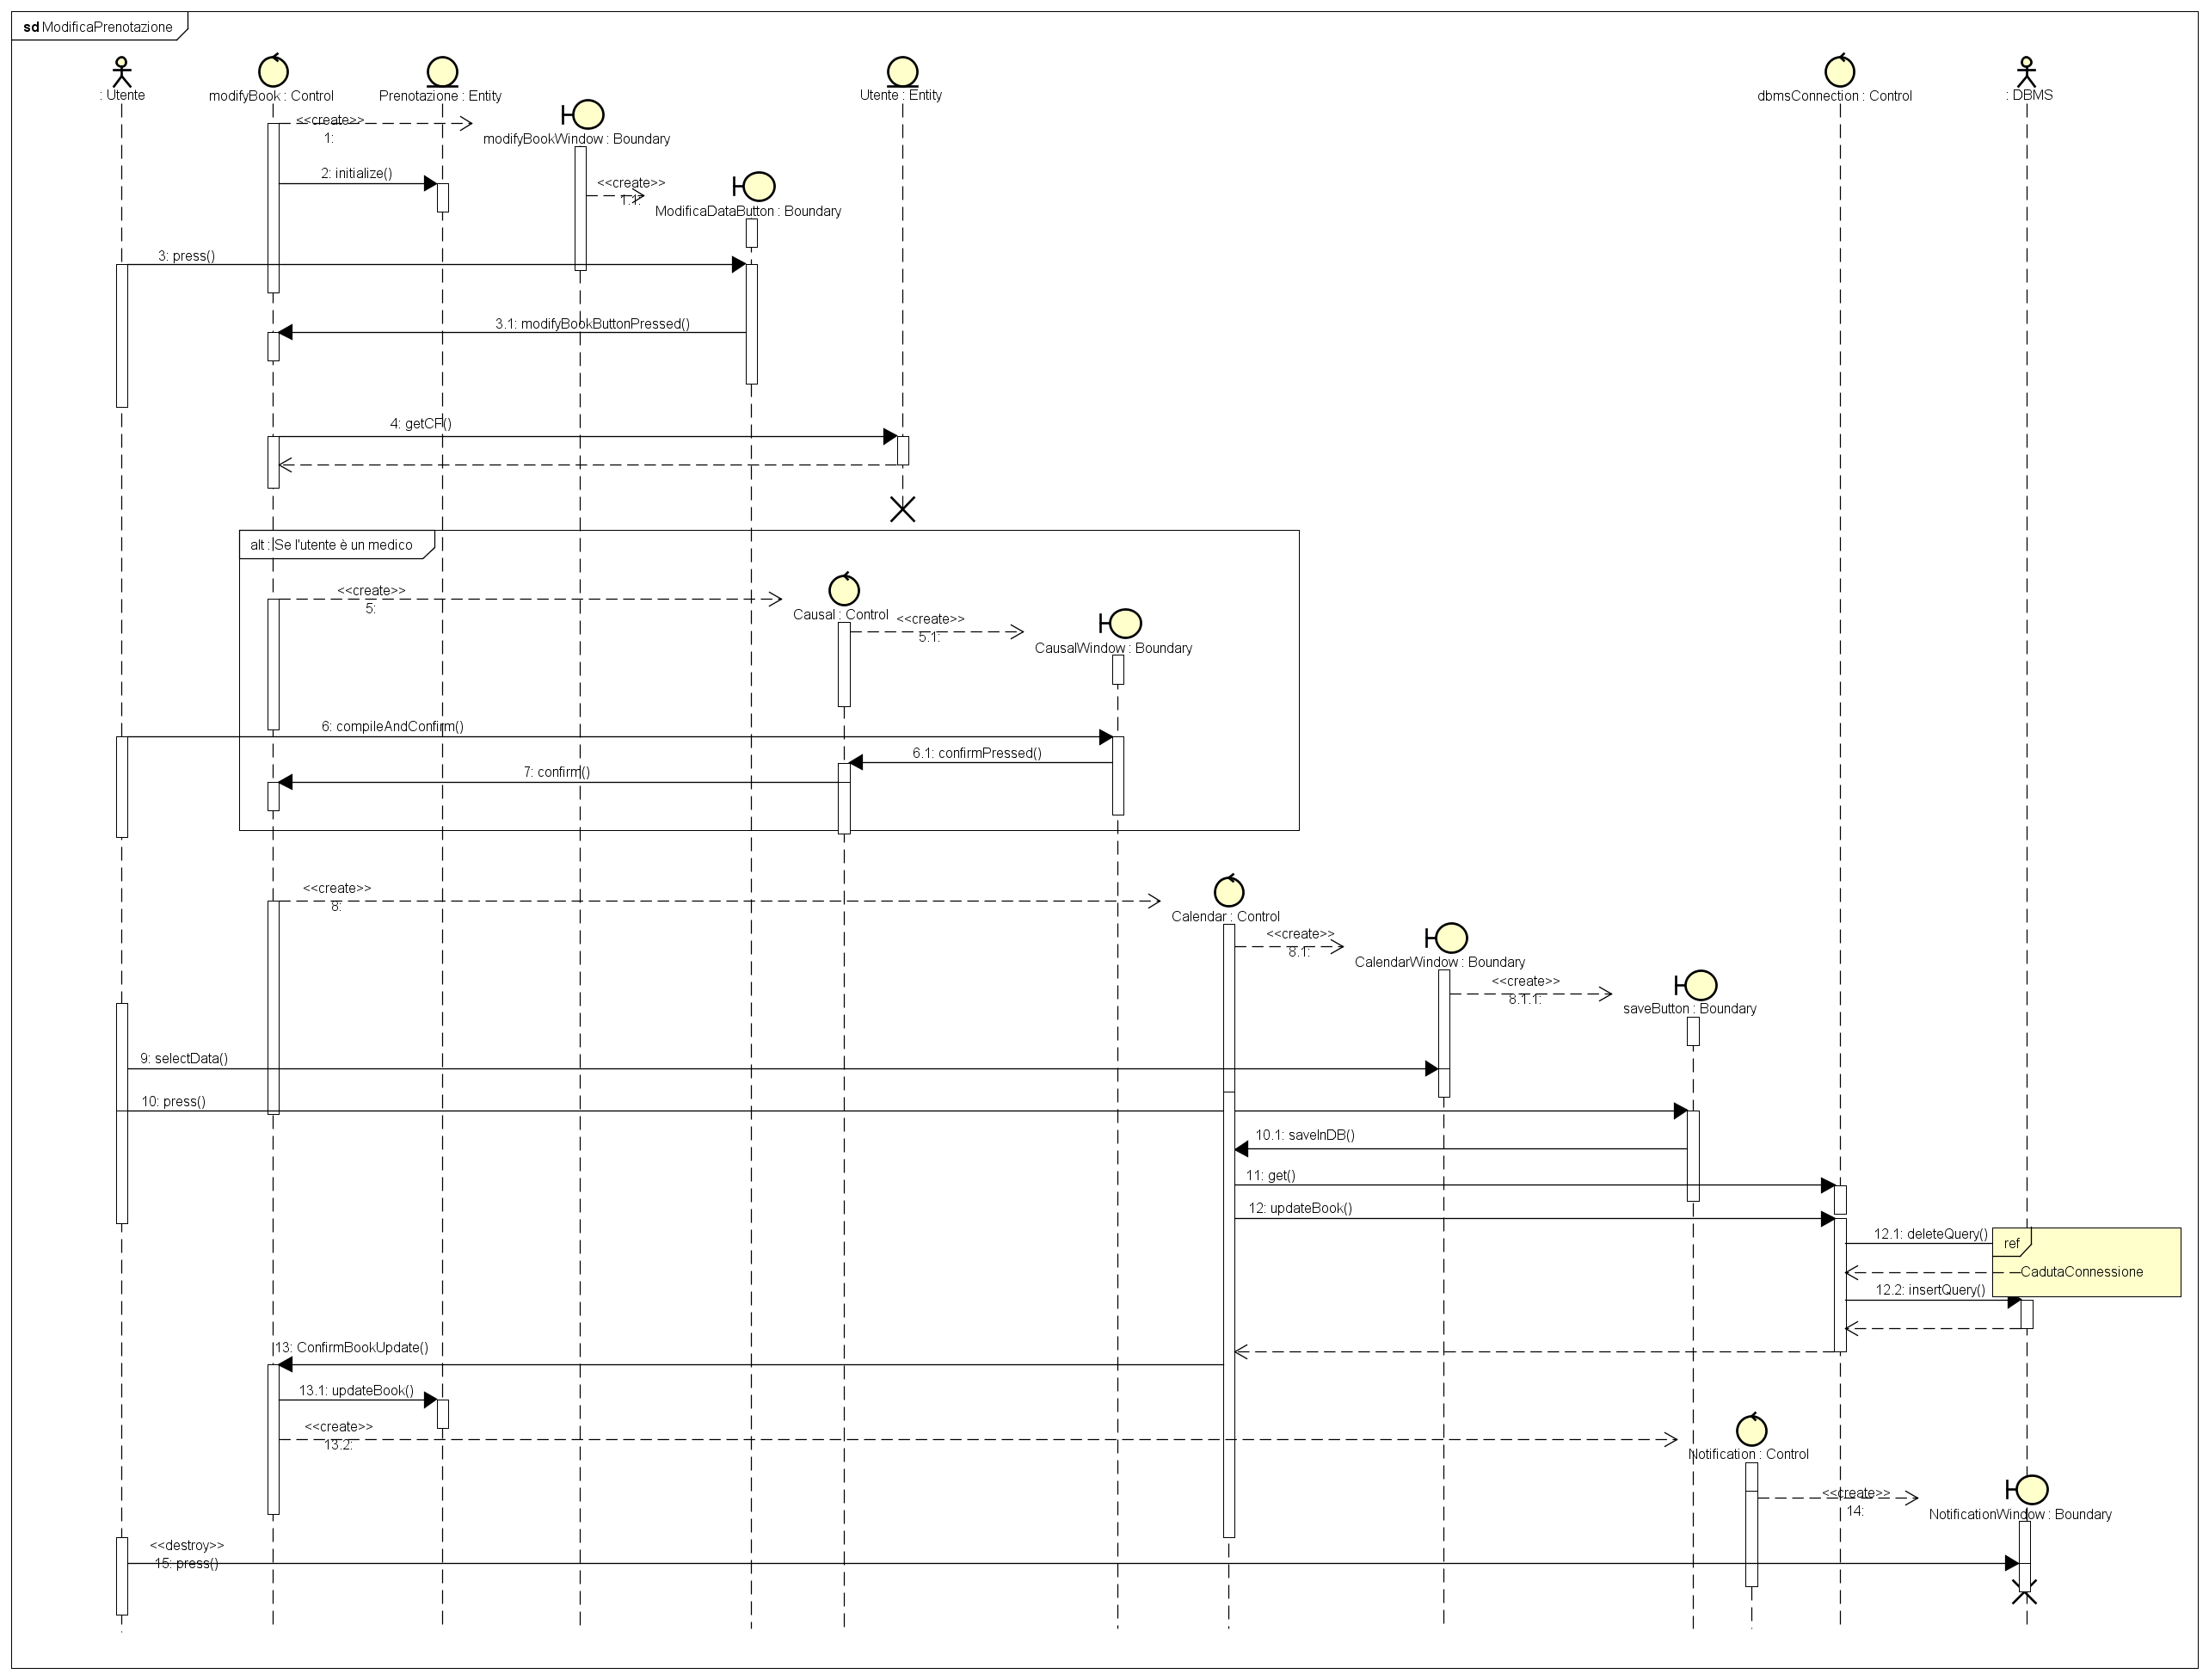 sd ModificaPrenotazione
: Utente
modifyBook : Control
Prenotazione : Entity
Utente : Entity
dbmsConnection : Control
: DBMS
<<create>>
1:
modifyBookWindow : Boundary
2: initialize()
<<create>>
1.1:
ModificaDataButton : Boundary
3: press()
3.1: modifyBookButtonPressed()
4: getCF()
alt : Se l'utente è un medico
<<create>>
5:
Causal : Control
<<create>>
5.1:
CausalWindow : Boundary
6: compileAndConfirm()
6.1: confirmPressed()
7: confirm()
<<create>>
8:
Calendar : Control
<<create>>
8.1:
CalendarWindow : Boundary
<<create>>
8.1.1:
saveButton : Boundary
9: selectData()
10: press()
10.1: saveInDB()
11: get()
12: updateBook()
12.1: deleteQuery()
ref
CadutaConnessione
12.2: insertQuery()
13: ConfirmBookUpdate()
13.1: updateBook()
<<create>>
13.2:
Notification : Control
<<create>>
14:
NotificationWindow : Boundary
<<destroy>>
15: press()